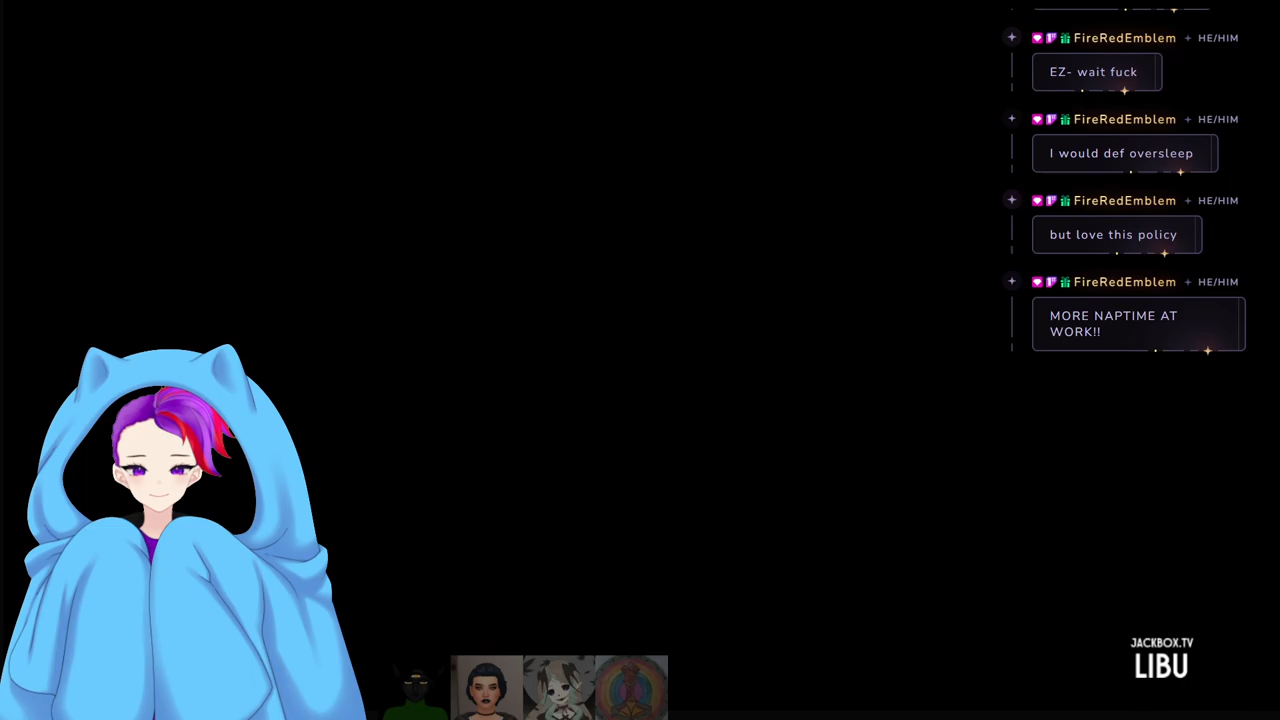 FireRedEmblem HE/HIM
EZ- wait fuck
FireRedEmblem HE/HIM
I would def oversleep
FireRedEmblem HE/HIM
but love this policy
FireRedEmblem HE/HIM
MORE NAPTIME AT
WORK!!
JACKBOX.TV
LIBU